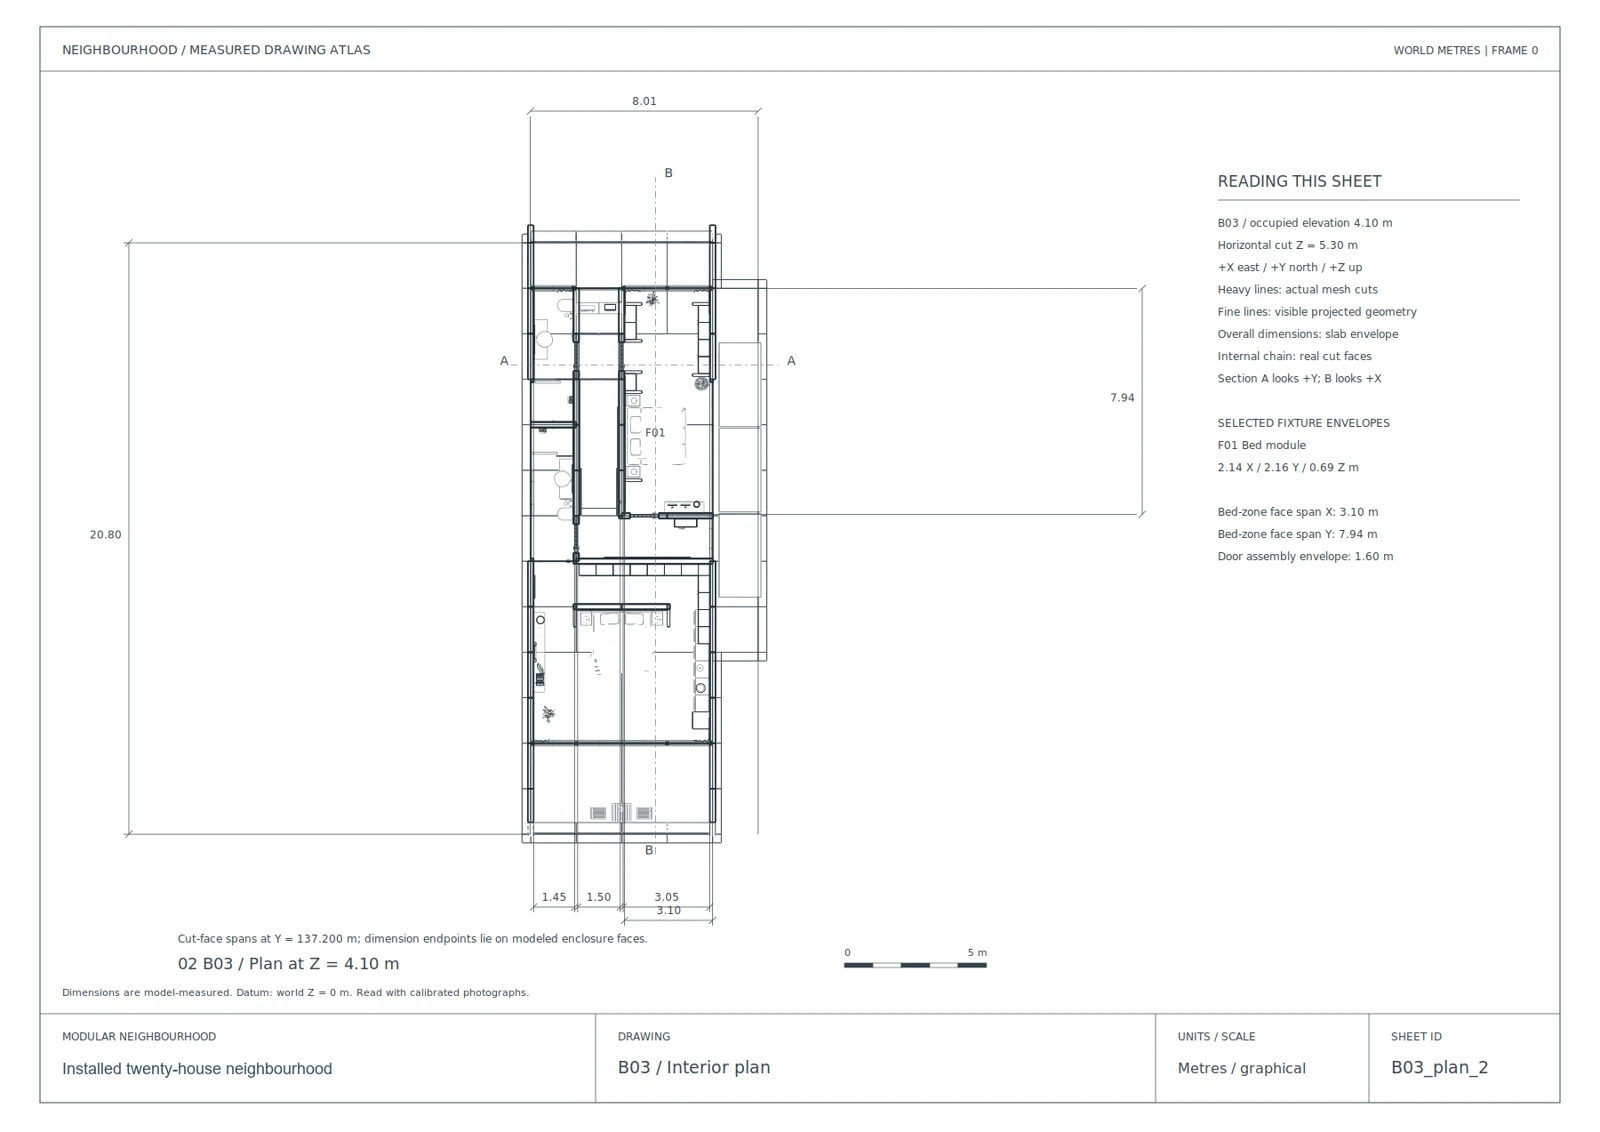 NEIGHBOURHOOD / MEASURED DRAWING ATLAS
WORLD METRES | FRAME 0
8.01
B
READING THIS SHEET
B03 / occupied elevation 4.10 m
Horizontal cut Z = 5.30 m
+X east / +Y north / +Z up
Heavy lines: actual mesh cuts
Fine lines: visible projected geometry
Overall dimensions: slab envelope
Internal chain: real cut faces
Section A looks +Y; B looks +X
SELECTED FIXTURE ENVELOPES
F01 Bed module
2.14 X / 2.16 Y / 0.69 Z m
Bed-zone face span X: 3.10 m
Bed-zone face span Y: 7.94 m
Door assembly envelope: 1.60 m
A
A
7.94
F01
20.80
B
1.45
1.50
3.05
3.10
Cut-face spans at Y = 137.200 m; dimension endpoints lie on modeled enclosure faces.
02 B03 / Plan at Z = 4.10 m
0
5 m
Dimensions are model-measured. Datum: world Z = 0 m. Read with calibrated photographs.
MODULAR NEIGHBOURHOOD
Installed twenty-house neighbourhood
DRAWING
B03 / Interior plan
UNITS / SCALE
Metres / graphical
SHEET ID
B03_plan_2